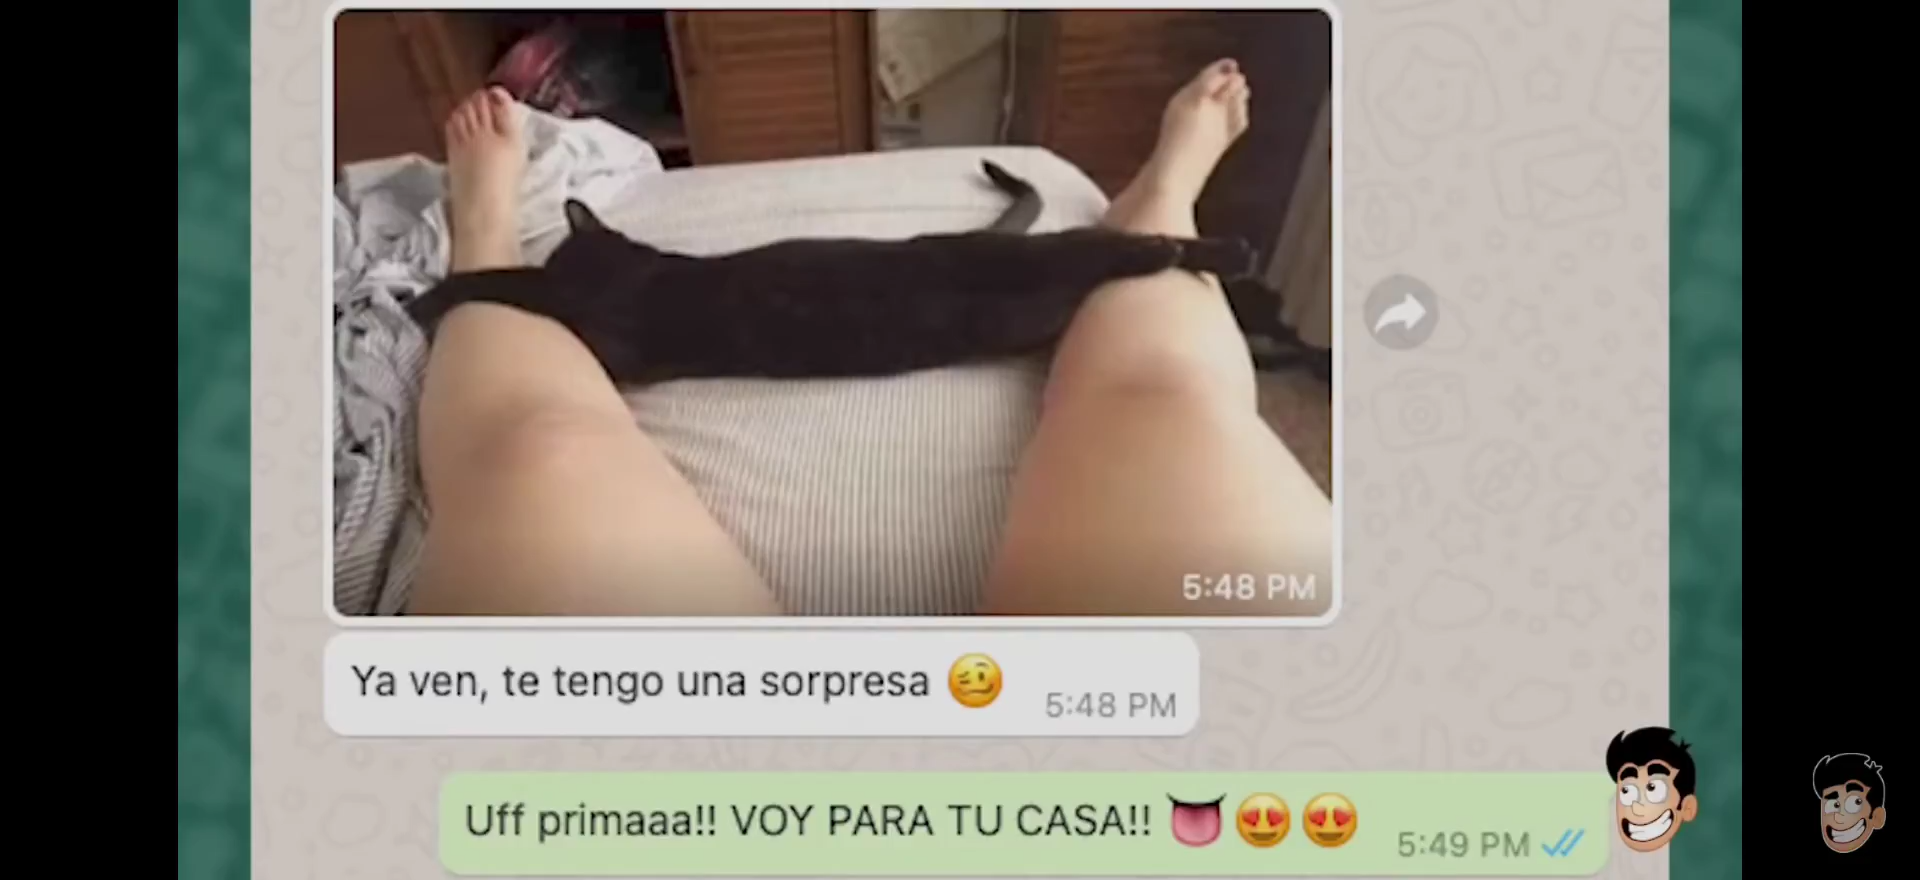 5:48 PM
Ya ven, te tengo una sorpresa 🥴
5:48 PM
Uff primaaa!! VOY PARA TU CASA!! 👅😍😍
5:49 PM